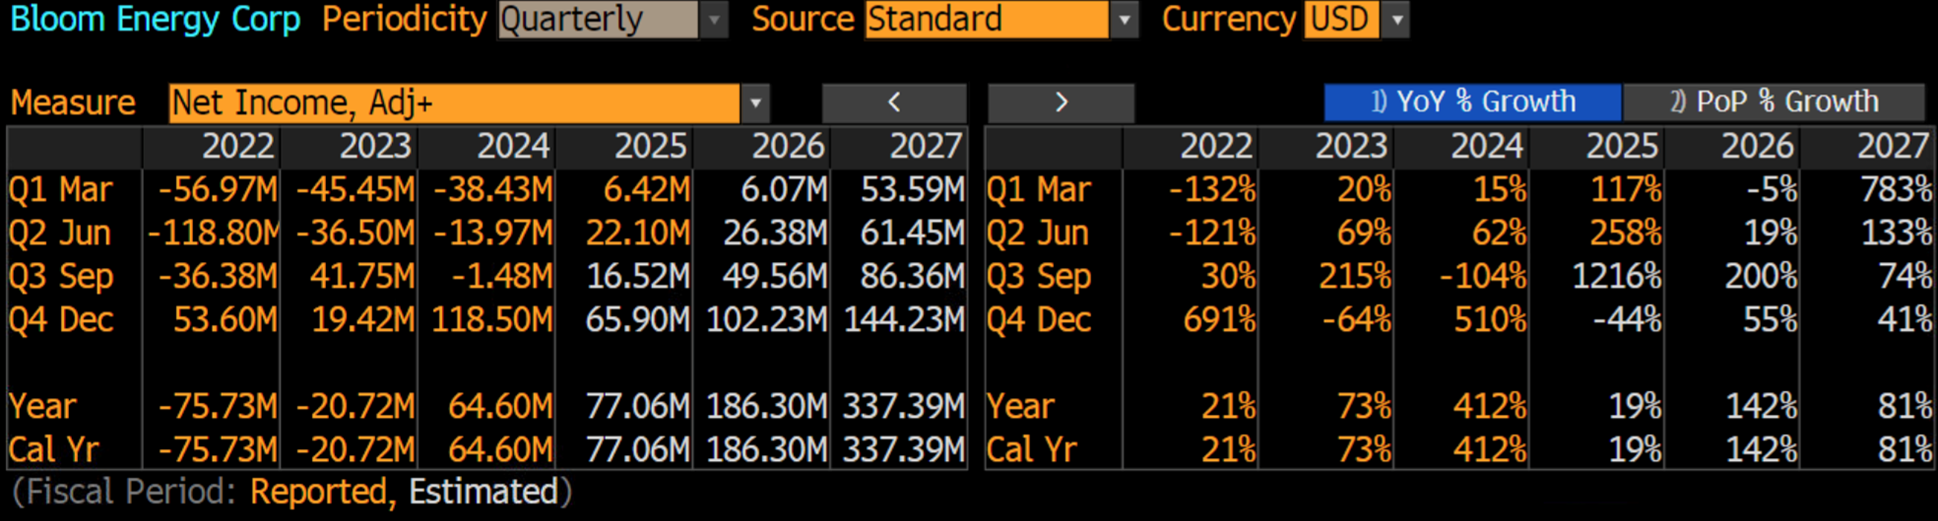 Bloom Energy Corp Periodicity Quarterly Source Standard Currency USD
Measure Net Income, Adj+ < > 1) YoY % Growth 2) PoP % Growth
2022 2023 2024 2025 2026 2027 2022 2023 2024 2025 2026 2027
Q1 Mar -56.97M -45.45M -38.43M 6.42M 6.07M 53.59M Q1 Mar -132% 20% 15% 117% -5% 783%
Q2 Jun -118.80M -36.50M -13.97M 22.10M 26.38M 61.45M Q2 Jun -121% 69% 62% 258% 19% 133%
Q3 Sep -36.38M 41.75M -1.48M 16.52M 49.56M 86.36M Q3 Sep 30% 215% -104% 1216% 200% 74%
Q4 Dec 53.60M 19.42M 118.50M 65.90M 102.23M 144.23M Q4 Dec 691% -64% 510% -44% 55% 41%
Year -75.73M -20.72M 64.60M 77.06M 186.30M 337.39M Year 21% 73% 412% 19% 142% 81%
Cal Yr -75.73M -20.72M 64.60M 77.06M 186.30M 337.39M Cal Yr 21% 73% 412% 19% 142% 81%
(Fiscal Period: Reported, Estimated)